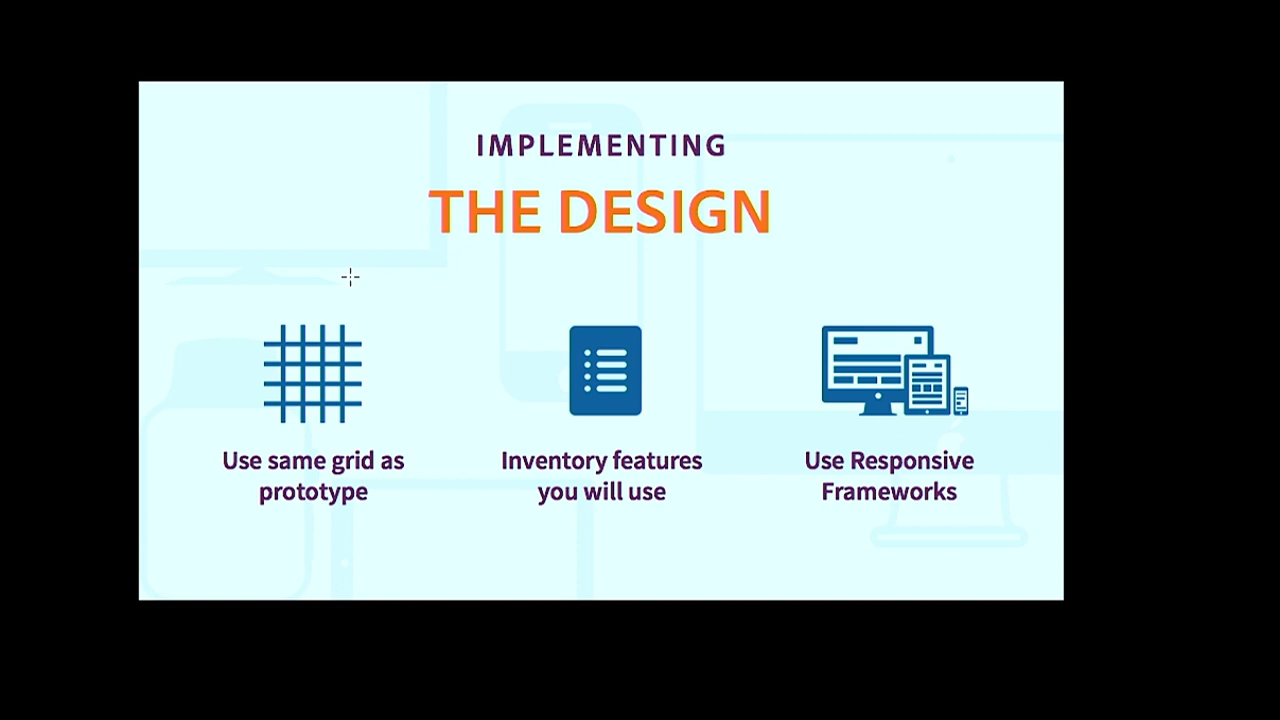 IMPLEMENTING
THE DESIGN
Use same grid as
prototype
Inventory features
you will use
Use Responsive
Frameworks